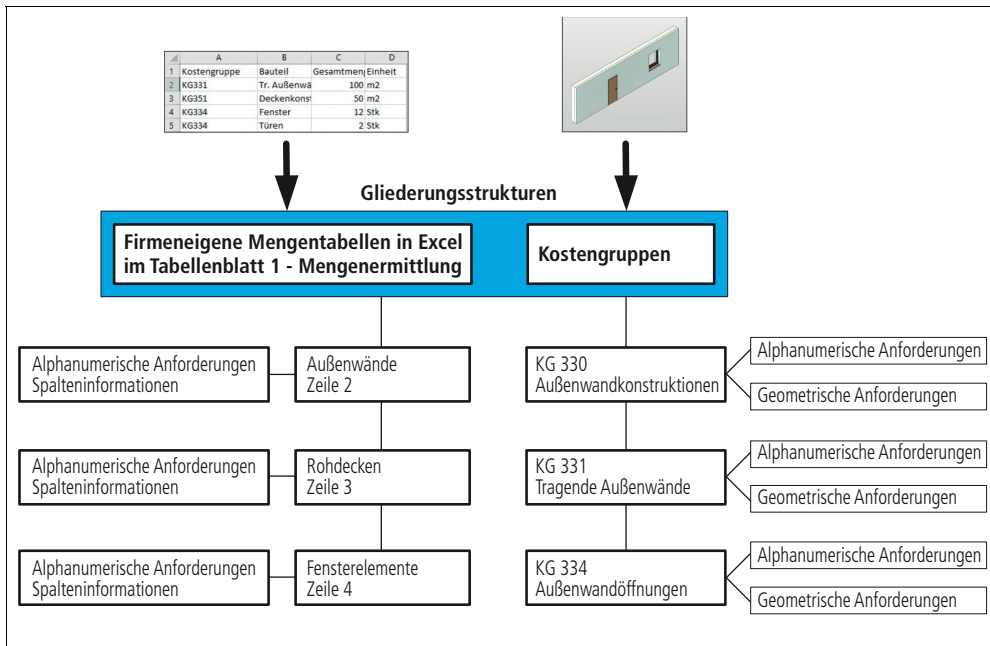 A B C D
1 Kostengruppe Bauteil Gesamtmen Einheit
2 KG331 Tr. Außenwä 100 m2
3 KG351 Deckenkonst 50 m2
4 KG334 Fenster 12 Stk
5 KG334 Türen 2 Stk
Gliederungsstrukturen
Firmeneigene Mengentabellen in Excel
im Tabellenblatt 1 - Mengenermittlung
Kostengruppen
Alphanumerische Anforderungen
Spalteninformationen
Außenwände
Zeile 2
KG 330
Außenwandkonstruktionen
Alphanumerische Anforderungen
Geometrische Anforderungen
Alphanumerische Anforderungen
Spalteninformationen
Rohdecken
Zeile 3
KG 331
Tragende Außenwände
Alphanumerische Anforderungen
Geometrische Anforderungen
Alphanumerische Anforderungen
Spalteninformationen
Fensterelemente
Zeile 4
KG 334
Außenwandöffnungen
Alphanumerische Anforderungen
Geometrische Anforderungen